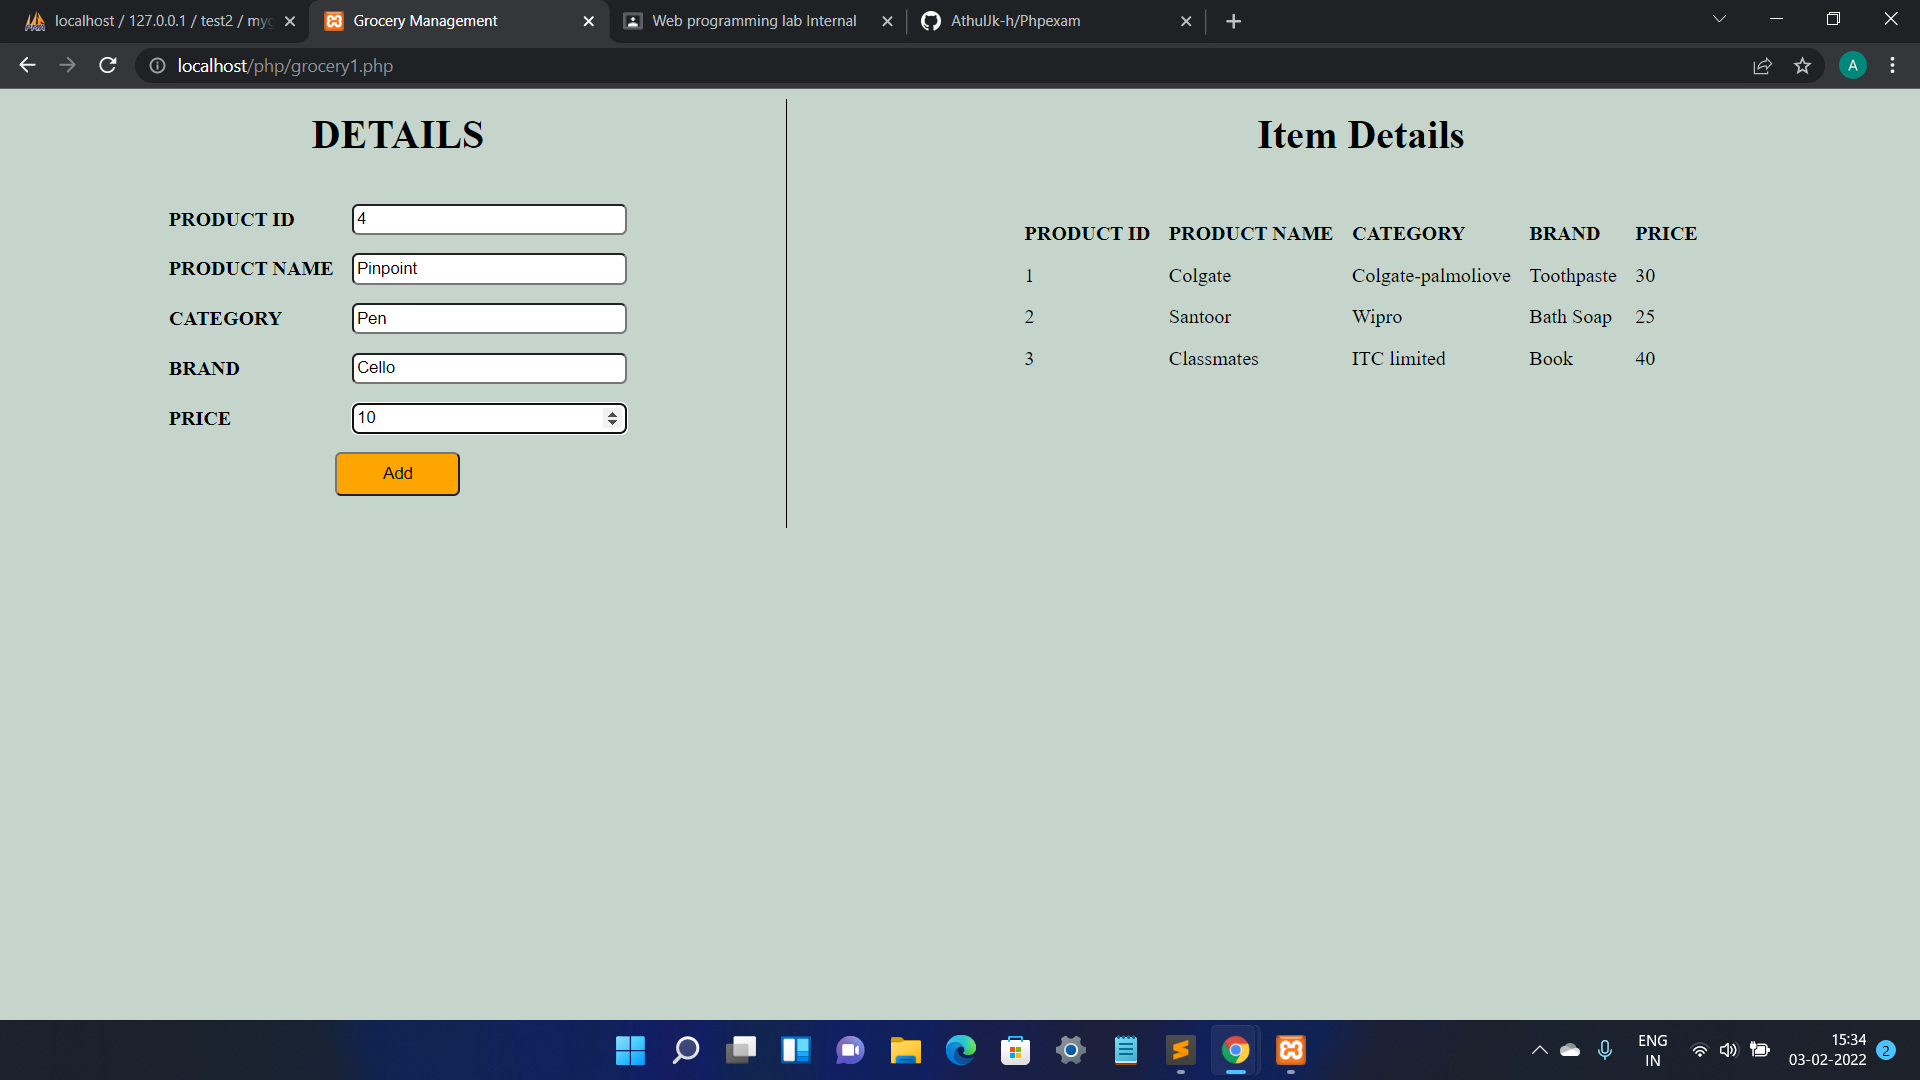 localhost / 127.0.0.1 / test2 / myg
Grocery Management
Web programming lab Internal
AthulJk-h/Phpexam
localhost/php/grocery1.php
A
DETAILS
PRODUCT ID 4
PRODUCT NAME Pinpoint
CATEGORY Pen
BRAND Cello
PRICE 10
Add
Item Details
PRODUCT ID PRODUCT NAME CATEGORY BRAND PRICE
1 Colgate Colgate-palmoliove Toothpaste 30
2 Santoor Wipro Bath Soap 25
3 Classmates ITC limited Book 40
ENG
IN
15:34
03-02-2022
2